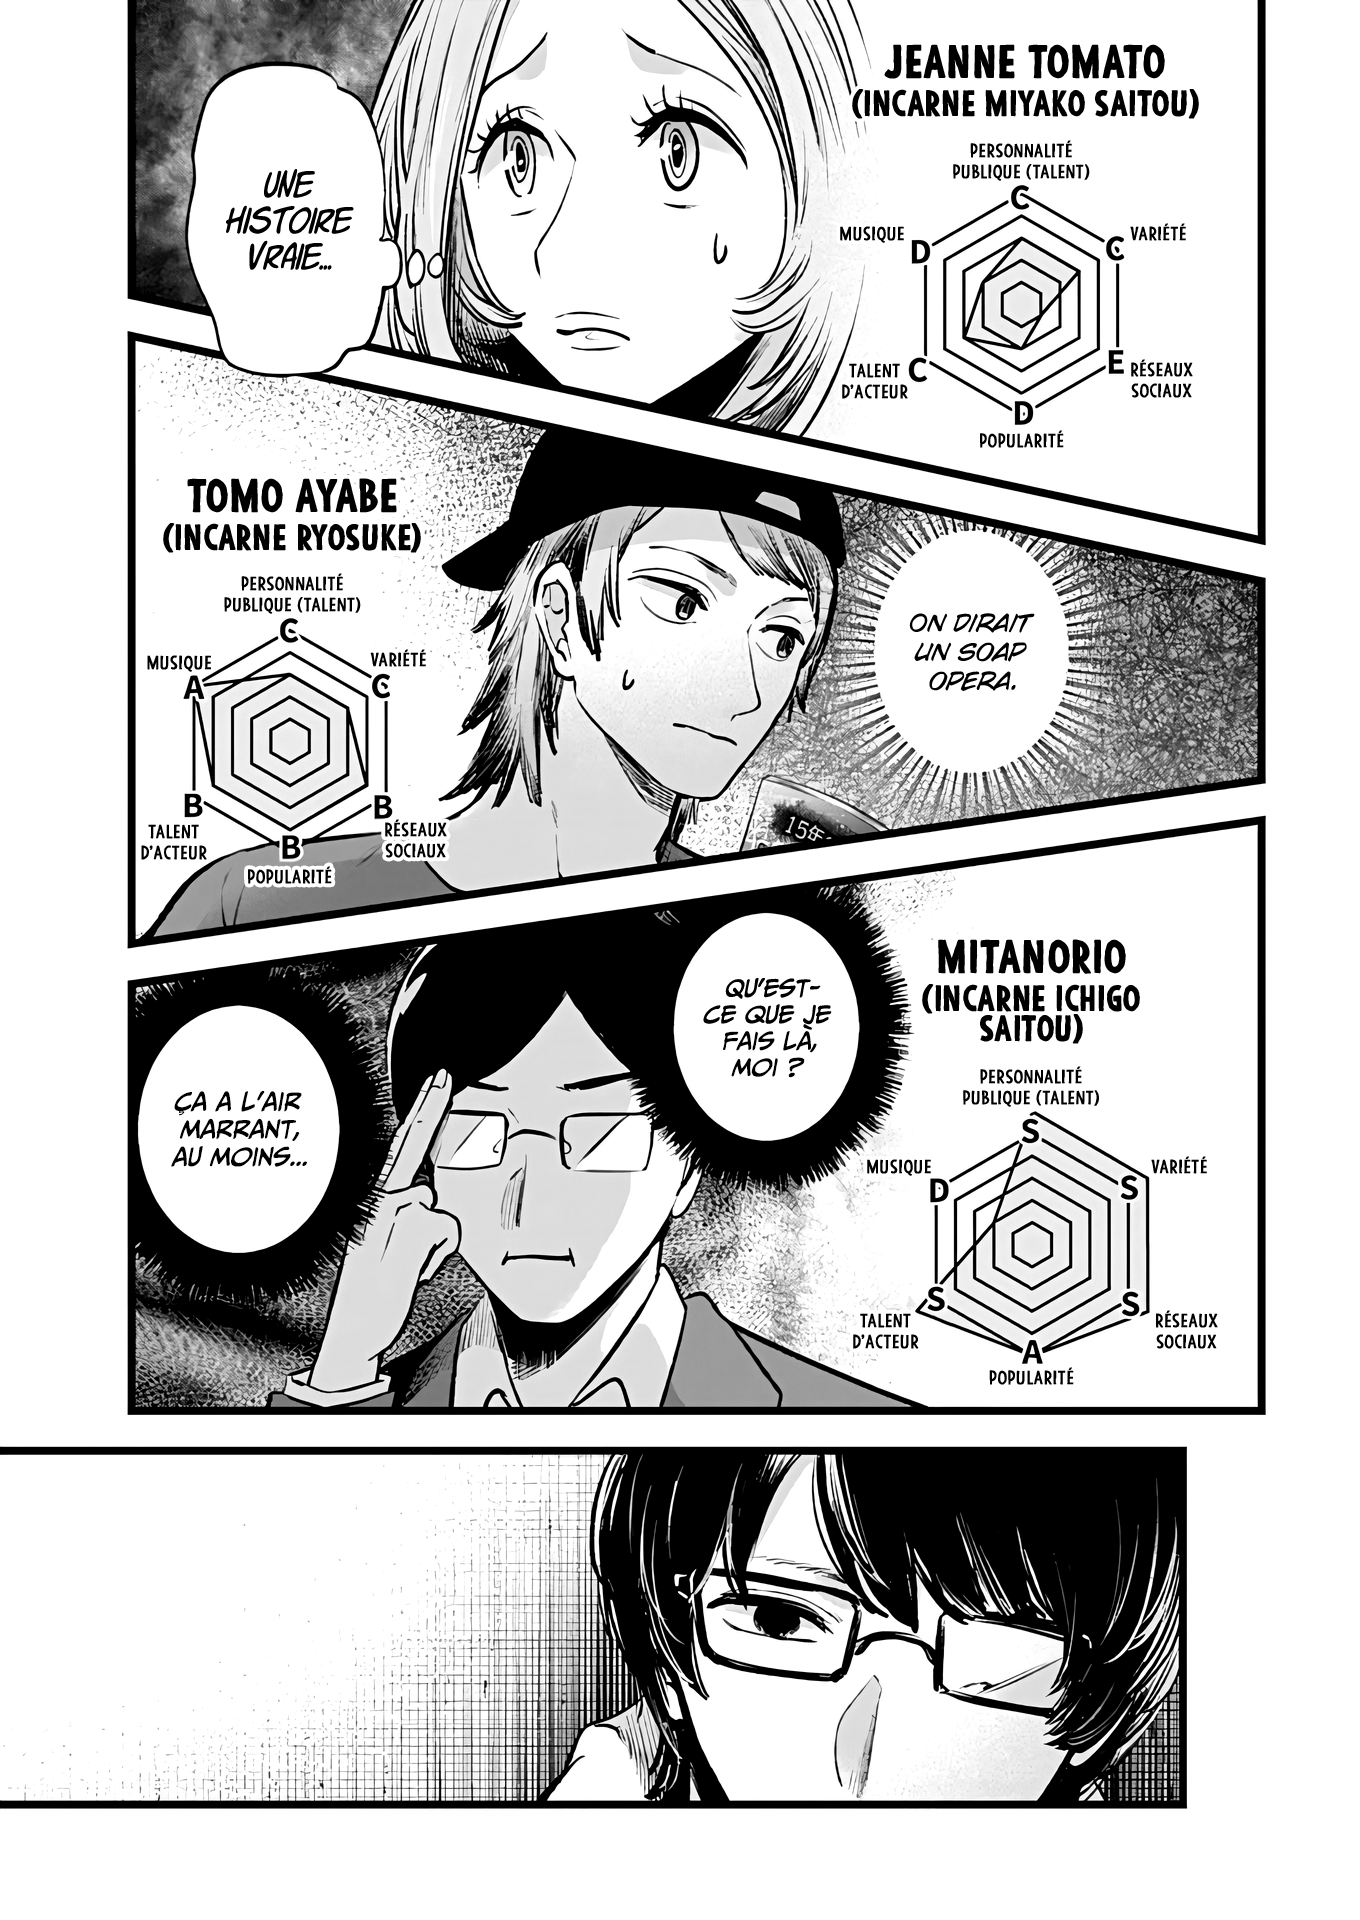 JEANNE TOMATO
(INCARNE MIYAKO SAITOU)
PERSONNALITÉ
PUBLIQUE (TALENT)
C
MUSIQUE
D
C
VARIÉTÉ
TALENT
D'ACTEUR
C
E
RÉSEAUX
SOCIAUX
D
POPULARITÉ
UNE
HISTOIRE
VRAIE...
TOMO AYABE
(INCARNE RYOSUKE)
PERSONNALITÉ
PUBLIQUE (TALENT)
C
MUSIQUE
A
C
VARIÉTÉ
B
B
TALENT
D'ACTEUR
RÉSEAUX
SOCIAUX
B
POPULARITÉ
ON DIRAIT
UN SOAP
OPERA.
15年
MITANORIO
(INCARNE ICHIGO
SAITOU)
PERSONNALITÉ
PUBLIQUE (TALENT)
S
MUSIQUE
D
S
VARIÉTÉ
S
S
TALENT
D'ACTEUR
RÉSEAUX
SOCIAUX
A
POPULARITÉ
QU'EST-
CE QUE JE
FAIS LÀ,
MOI ?
ÇA A L'AIR
MARRANT,
AU MOINS...